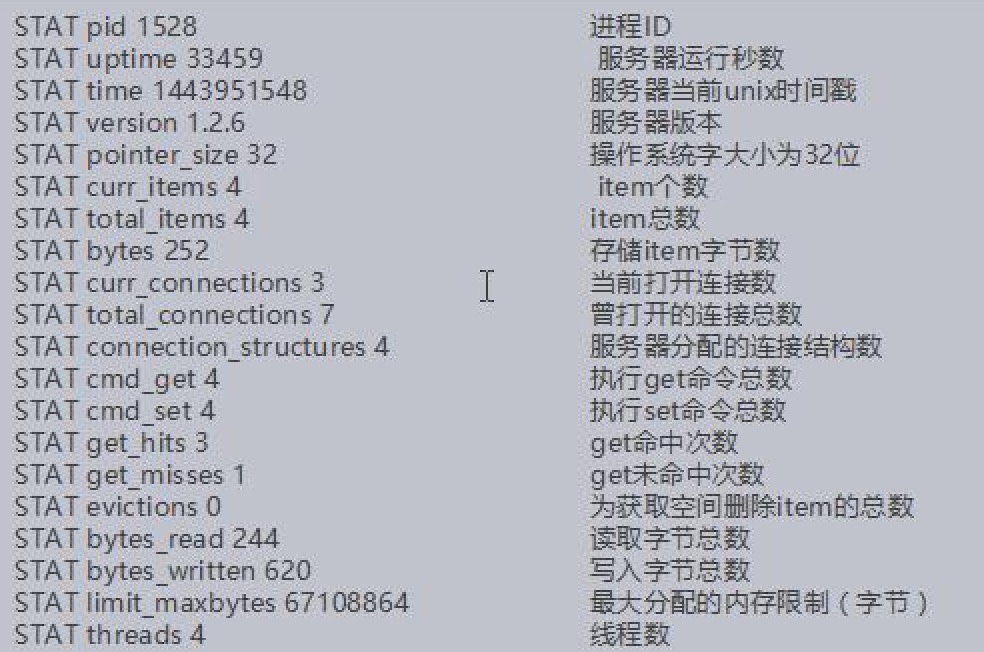 STAT pid 1528 进程ID
STAT uptime 33459 服务器运行秒数
STAT time 1443951548 服务器当前unix时间戳
STAT version 1.2.6 服务器版本
STAT pointer_size 32 操作系统字大小为32位
STAT curr_items 4 item个数
STAT total_items 4 item总数
STAT bytes 252 存储item字节数
STAT curr_connections 3 当前打开连接数
STAT total_connections 7 曾打开的连接总数
STAT connection_structures 4 服务器分配的连接结构数
STAT cmd_get 4 执行get命令总数
STAT cmd_set 4 执行set命令总数
STAT get_hits 3 get命中次数
STAT get_misses 1 get未命中次数
STAT evictions 0 为获取空间删除item的总数
STAT bytes_read 244 读取字节总数
STAT bytes_written 620 写入字节总数
STAT limit_maxbytes 67108864 最大分配的内存限制（字节）
STAT threads 4 线程数